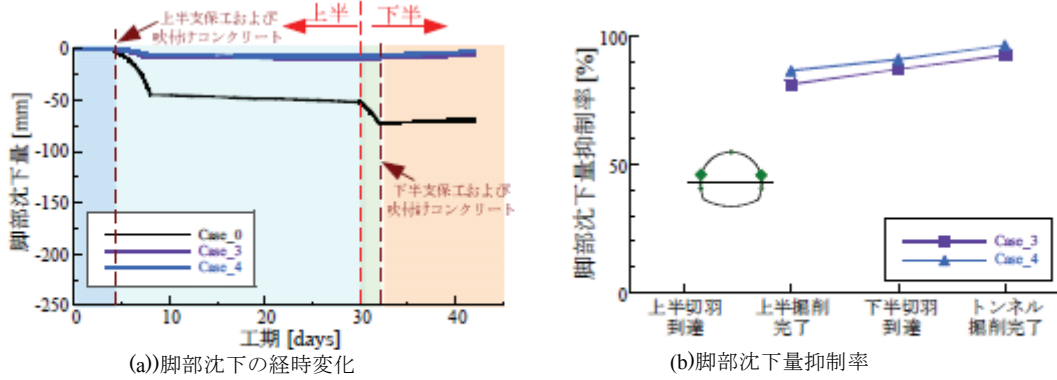 上半支保工および
吹付けコンクリート
上半
下半
0
-50
-100
-150
-200
-250
脚部沈下量 [mm]
下半支保工および
吹付けコンクリート
Case_0
Case_3
Case_4
0
10
20
30
40
工期 [days]
(a))脚部沈下の経時変化
100
50
0
脚部沈下量抑制率 [%]
Case_3
Case_4
上半切羽
到達
上半掘削
完了
下半切羽
到達
トンネル
掘削完了
(b)脚部沈下量抑制率